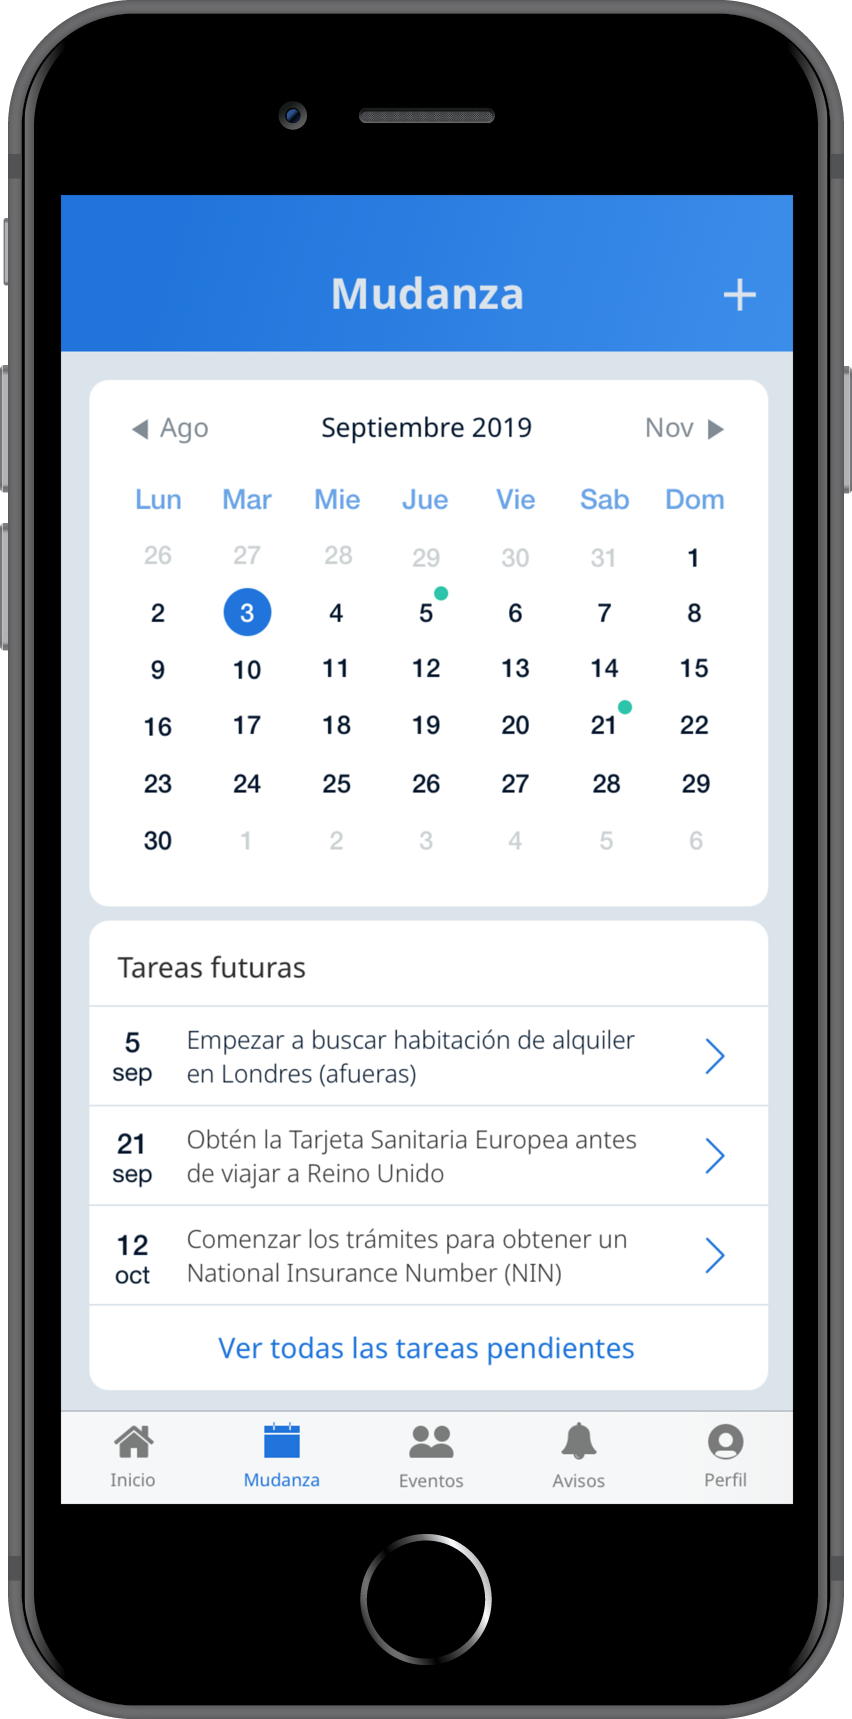 Mudanza
Ago Septiembre 2019 Nov
Lun Mar Mie Jue Vie Sab Dom
26 27 28 29 30 31 1
2 3 4 5 6 7 8
9 10 11 12 13 14 15
16 17 18 19 20 21 22
23 24 25 26 27 28 29
30 1 2 3 4 5 6
Tareas futuras
5 sep
Empezar a buscar habitación de alquiler
en Londres (afueras)
21 sep
Obtén la Tarjeta Sanitaria Europea antes
de viajar a Reino Unido
12 oct
Comenzar los trámites para obtener un
National Insurance Number (NIN)
Ver todas las tareas pendientes
Inicio Mudanza Eventos Avisos Perfil